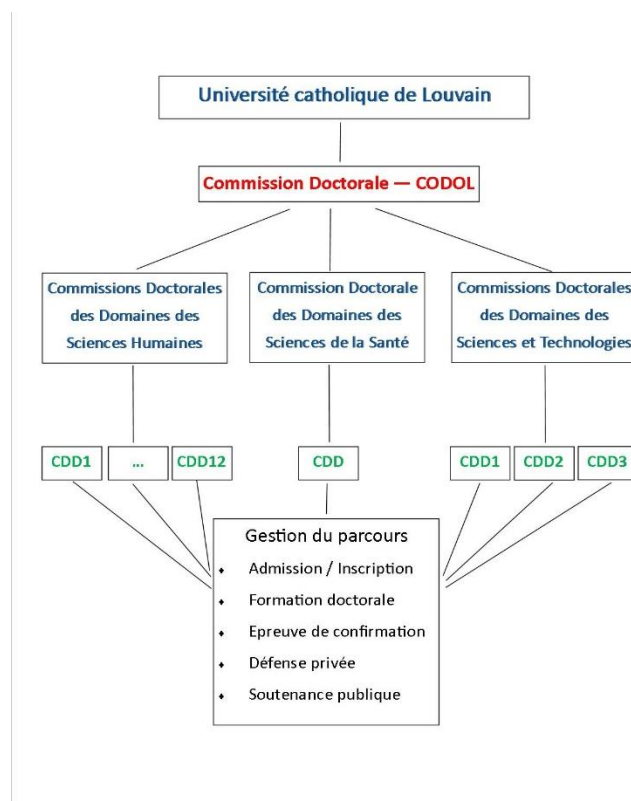 Université catholique de Louvain
Commission Doctorale — CODOL
Commissions Doctorales
des Domaines des
Sciences Humaines
Commission Doctorale
des Domaines des
Sciences de la Santé
Commissions Doctorales
des Domaines des
Sciences et Technologies
CDD1
...
CDD12
CDD
CDD1
CDD2
CDD3
Gestion du parcours
Admission / Inscription
Formation doctorale
Epreuve de confirmation
Défense privée
Soutenance publique